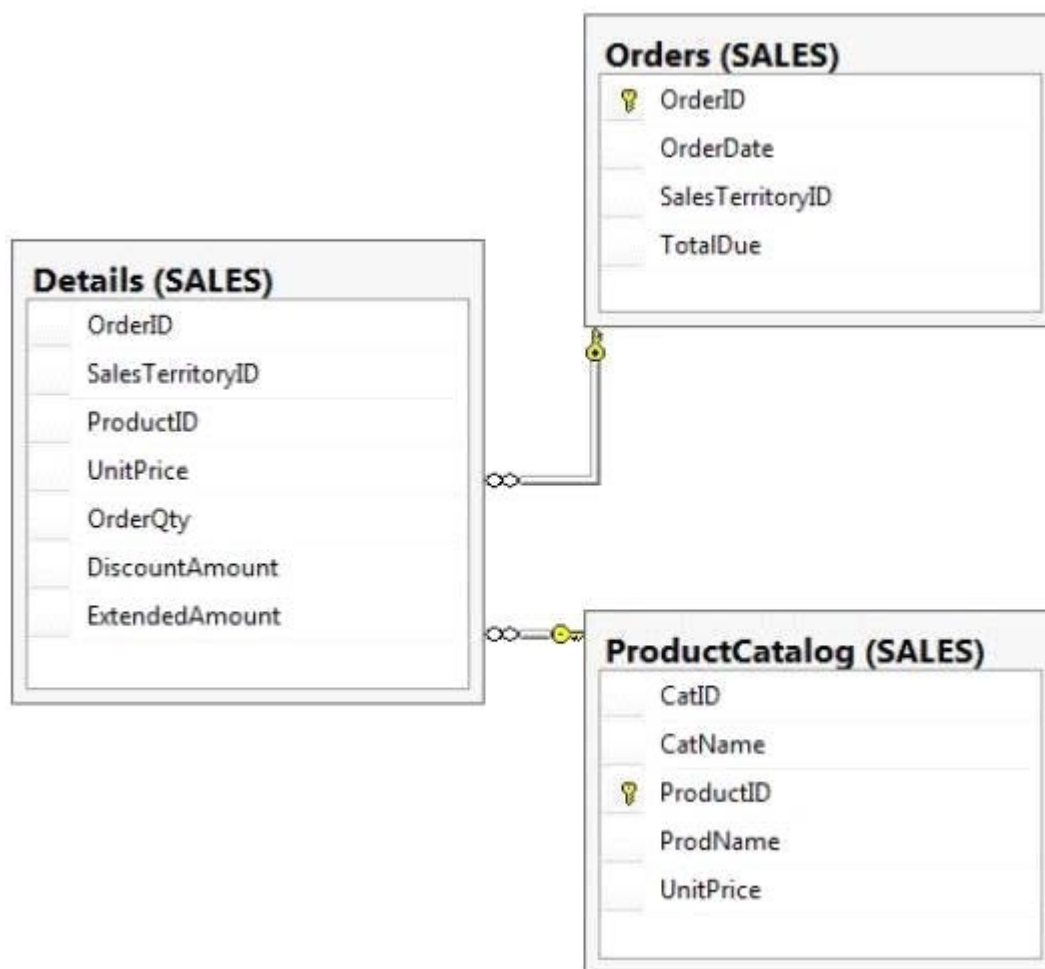 Orders (SALES)
OrderID
OrderDate
SalesTerritoryID
TotalDue
Details (SALES)
OrderID
SalesTerritoryID
ProductID
UnitPrice
OrderQty
DiscountAmount
ExtendedAmount
ProductCatalog (SALES)
CatID
CatName
ProductID
ProdName
UnitPrice